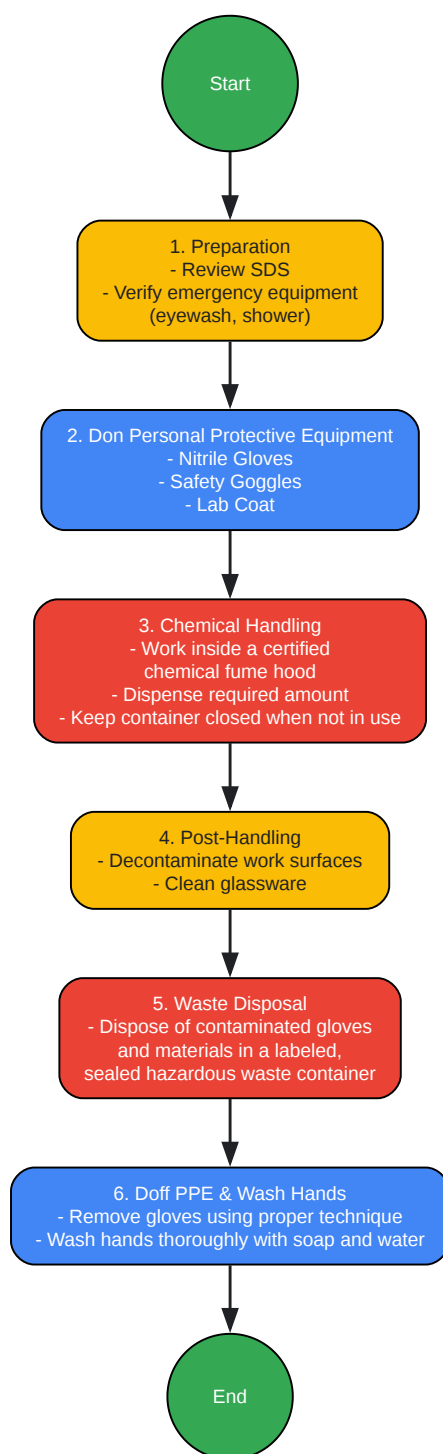 Start
1. Preparation
- Review SDS
- Verify emergency equipment
(eyewash, shower)
2. Don Personal Protective Equipment
- Nitrile Gloves
- Safety Goggles
- Lab Coat
3. Chemical Handling
- Work inside a certified
chemical fume hood
- Dispense required amount
- Keep container closed when not in use
4. Post-Handling
- Decontaminate work surfaces
- Clean glassware
5. Waste Disposal
- Dispose of contaminated gloves
and materials in a labeled,
sealed hazardous waste container
6. Doff PPE & Wash Hands
- Remove gloves using proper technique
- Wash hands thoroughly with soap and water
End